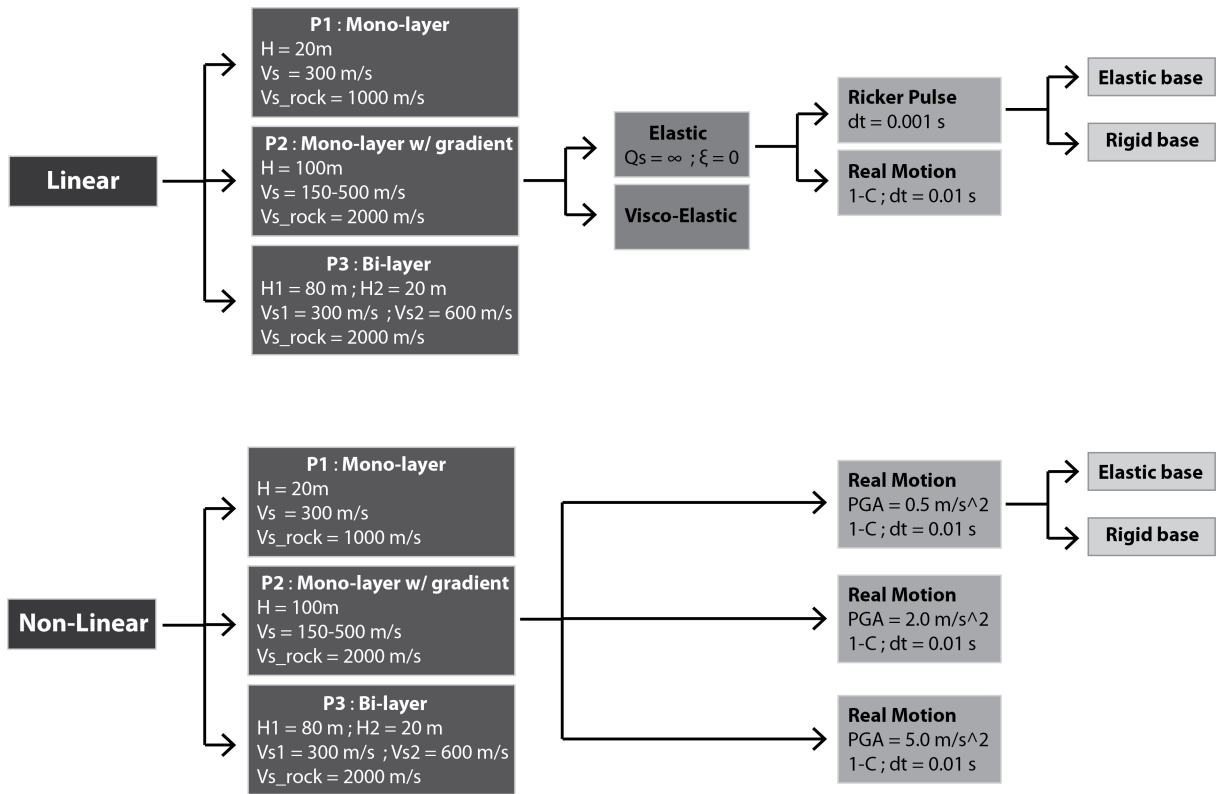 Linear
P1 : Mono-layer
H = 20m
Vs = 300 m/s
Vs_rock = 1000 m/s
P2 : Mono-layer w/ gradient
H = 100m
Vs = 150-500 m/s
Vs_rock = 2000 m/s
P3 : Bi-layer
H1 = 80 m ; H2 = 20 m
Vs1 = 300 m/s ; Vs2 = 600 m/s
Vs_rock = 2000 m/s
Elastic
Qs = ∞ ; ξ = 0
Visco-Elastic
Ricker Pulse
dt = 0.001 s
Real Motion
1-C ; dt = 0.01 s
Elastic base
Rigid base
Non-Linear
P1 : Mono-layer
H = 20m
Vs = 300 m/s
Vs_rock = 1000 m/s
P2 : Mono-layer w/ gradient
H = 100m
Vs = 150-500 m/s
Vs_rock = 2000 m/s
P3 : Bi-layer
H1 = 80 m ; H2 = 20 m
Vs1 = 300 m/s ; Vs2 = 600 m/s
Vs_rock = 2000 m/s
Real Motion
PGA = 0.5 m/s^2
1-C ; dt = 0.01 s
Real Motion
PGA = 2.0 m/s^2
1-C ; dt = 0.01 s
Real Motion
PGA = 5.0 m/s^2
1-C ; dt = 0.01 s
Elastic base
Rigid base